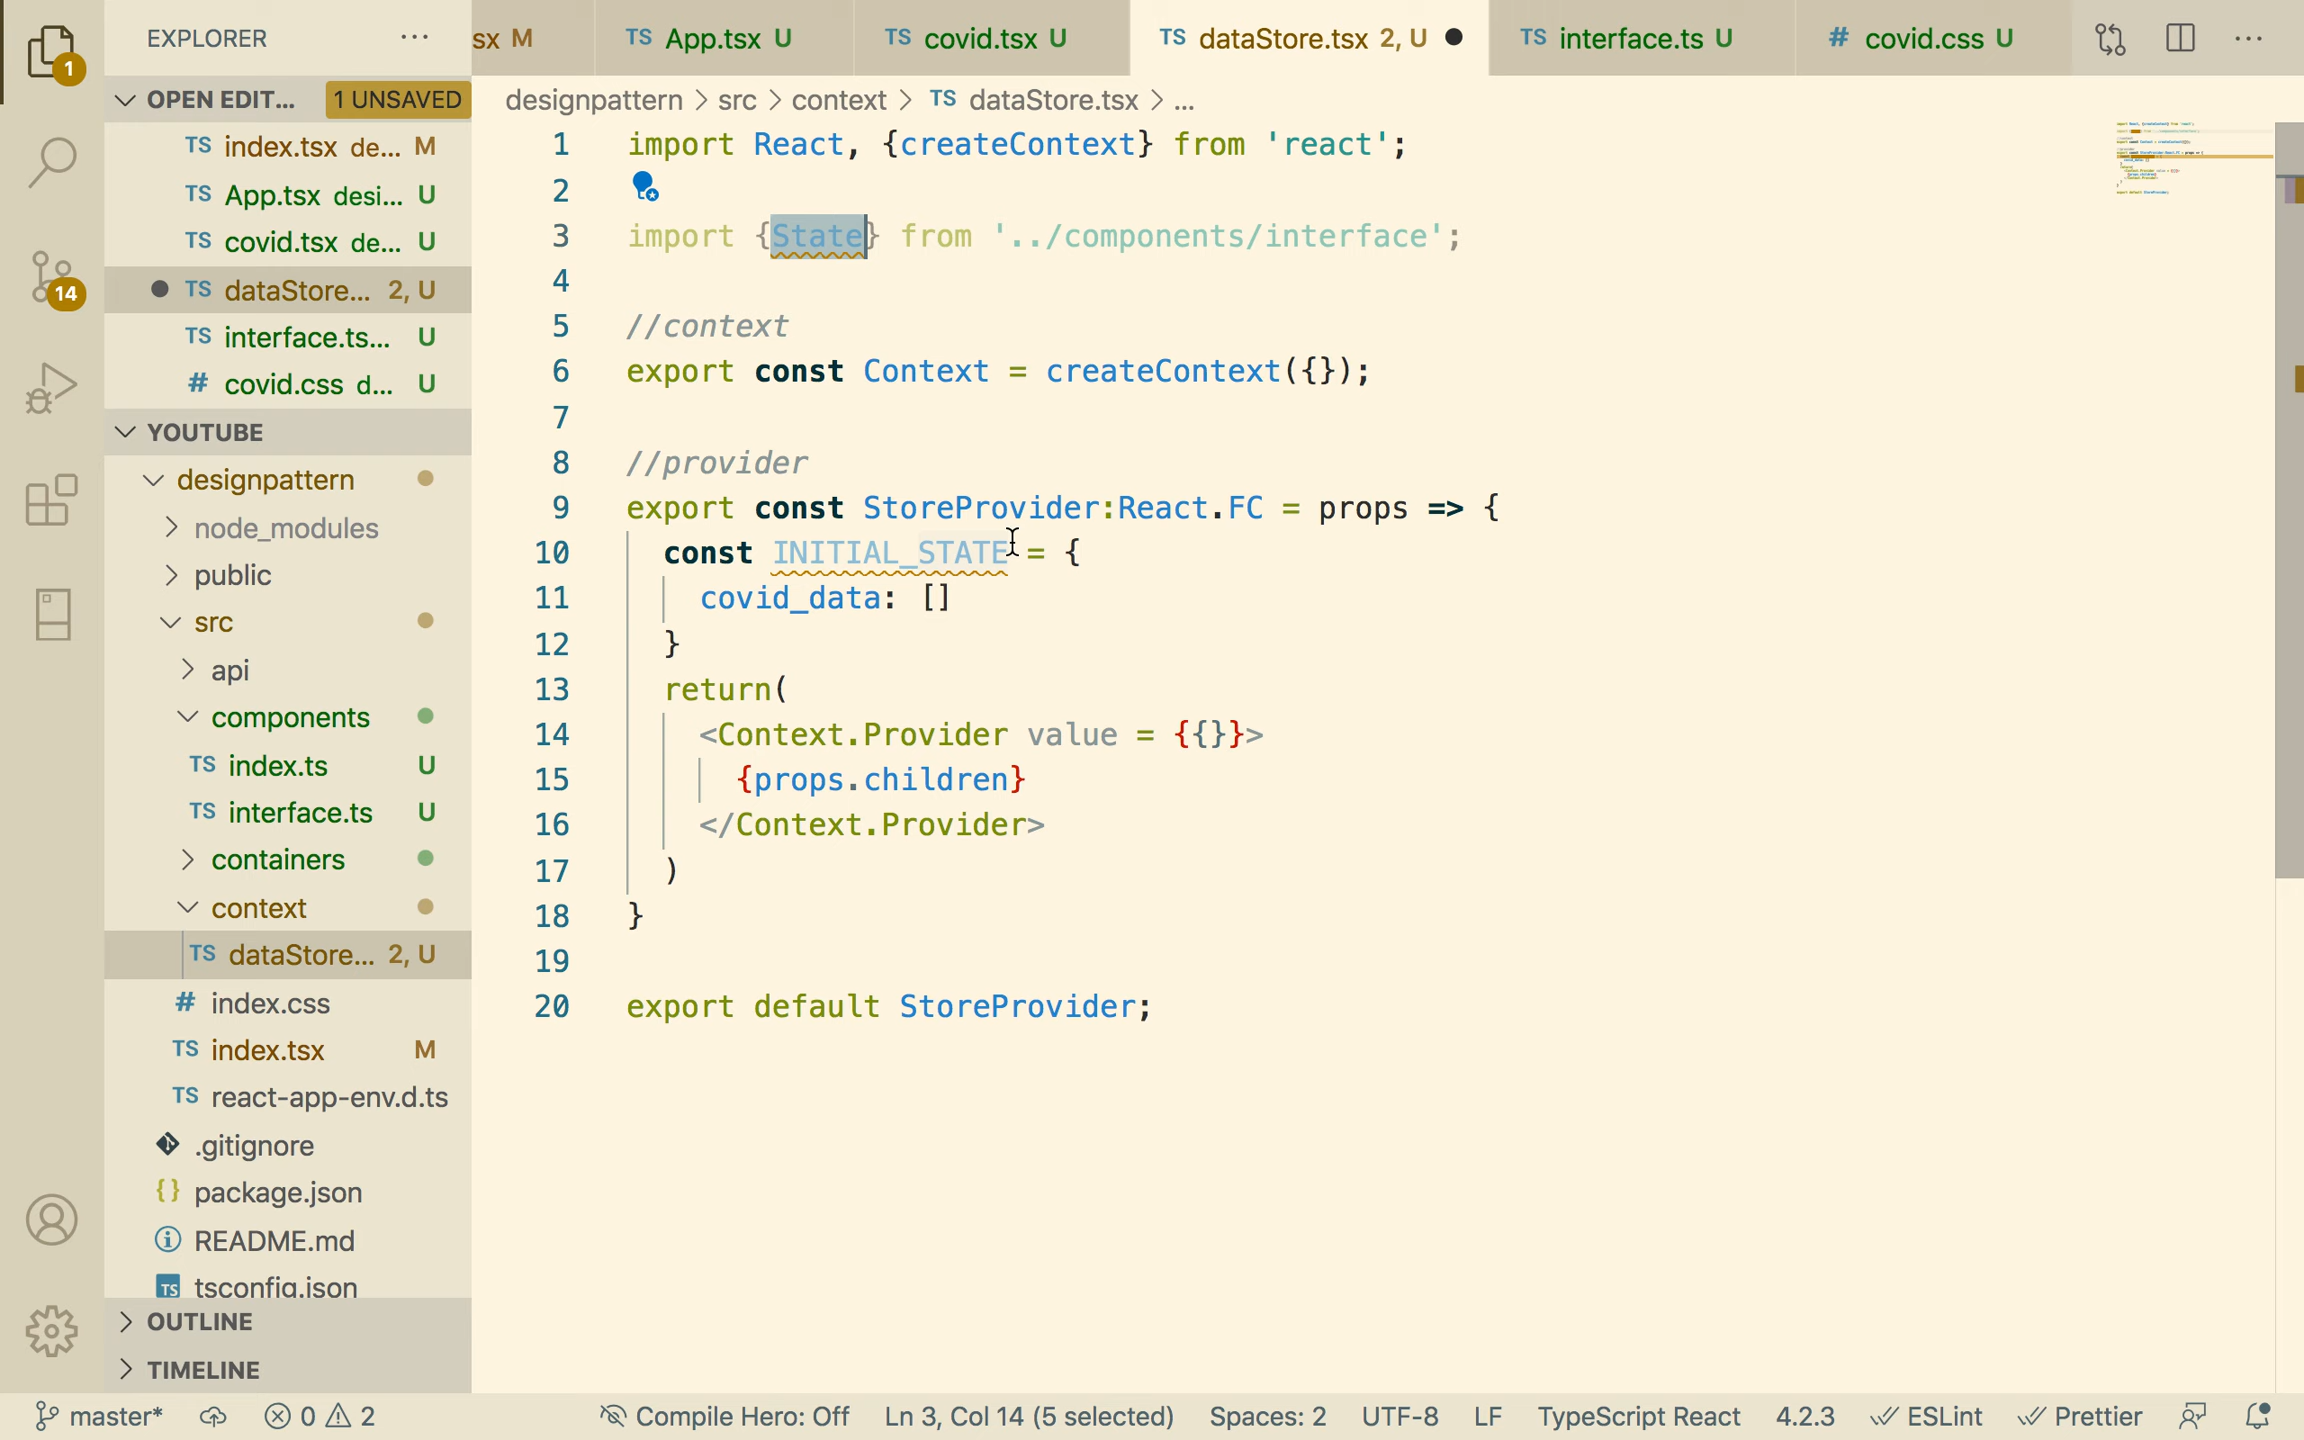 EXPLORER
1
OPEN EDIT...
1 UNSAVED
TS index.tsx de... M
TS App.tsx desi... U
TS covid.tsx de... U
TS dataStore... 2, U
TS interface.ts... U
# covid.css d... U
YOUTUBE
designpattern
node_modules
public
src
api
components
TS index.ts U
TS interface.ts U
containers
context
TS dataStore... 2, U
# index.css
TS index.tsx M
TS react-app-env.d.ts
.gitignore
{} package.json
README.md
TS tsconfig.json
OUTLINE
TIMELINE
14
sx M
TS App.tsx U
TS covid.tsx U
TS dataStore.tsx 2, U
TS interface.ts U
# covid.css U
designpattern > src > context > TS dataStore.tsx > ...
1 import React, {createContext} from 'react';
2
3 import {State} from '../components/interface';
4
5 //context
6 export const Context = createContext({});
7
8 //provider
9 export const StoreProvider:React.FC = props => {
10 const INITIAL_STATE = {
11 covid_data: []
12 }
13 return(
14 <Context.Provider value = {{}}>
15 {props.children}
16 </Context.Provider>
17 )
18 }
19
20 export default StoreProvider;
master*
0 2
Compile Hero: Off
Ln 3, Col 14 (5 selected)
Spaces: 2
UTF-8
LF
TypeScript React
4.2.3
ESLint
Prettier